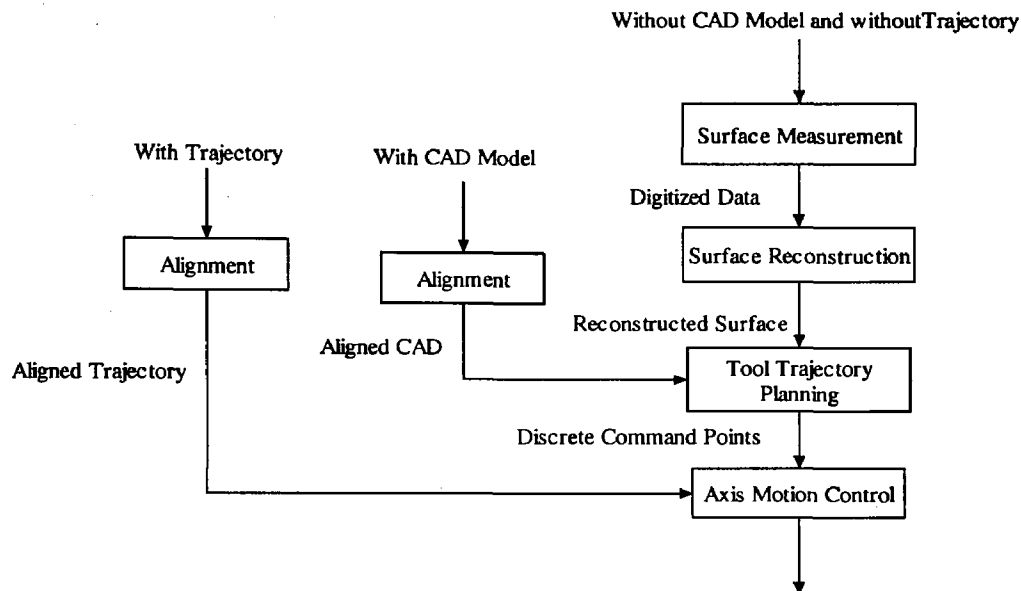 Without CAD Model and withoutTrajectory
Surface Measurement
With Trajectory
With CAD Model
Digitized Data
Alignment
Alignment
Surface Reconstruction
Reconstructed Surface
Aligned CAD
Aligned Trajectory
Tool Trajectory
Planning
Discrete Command Points
Axis Motion Control